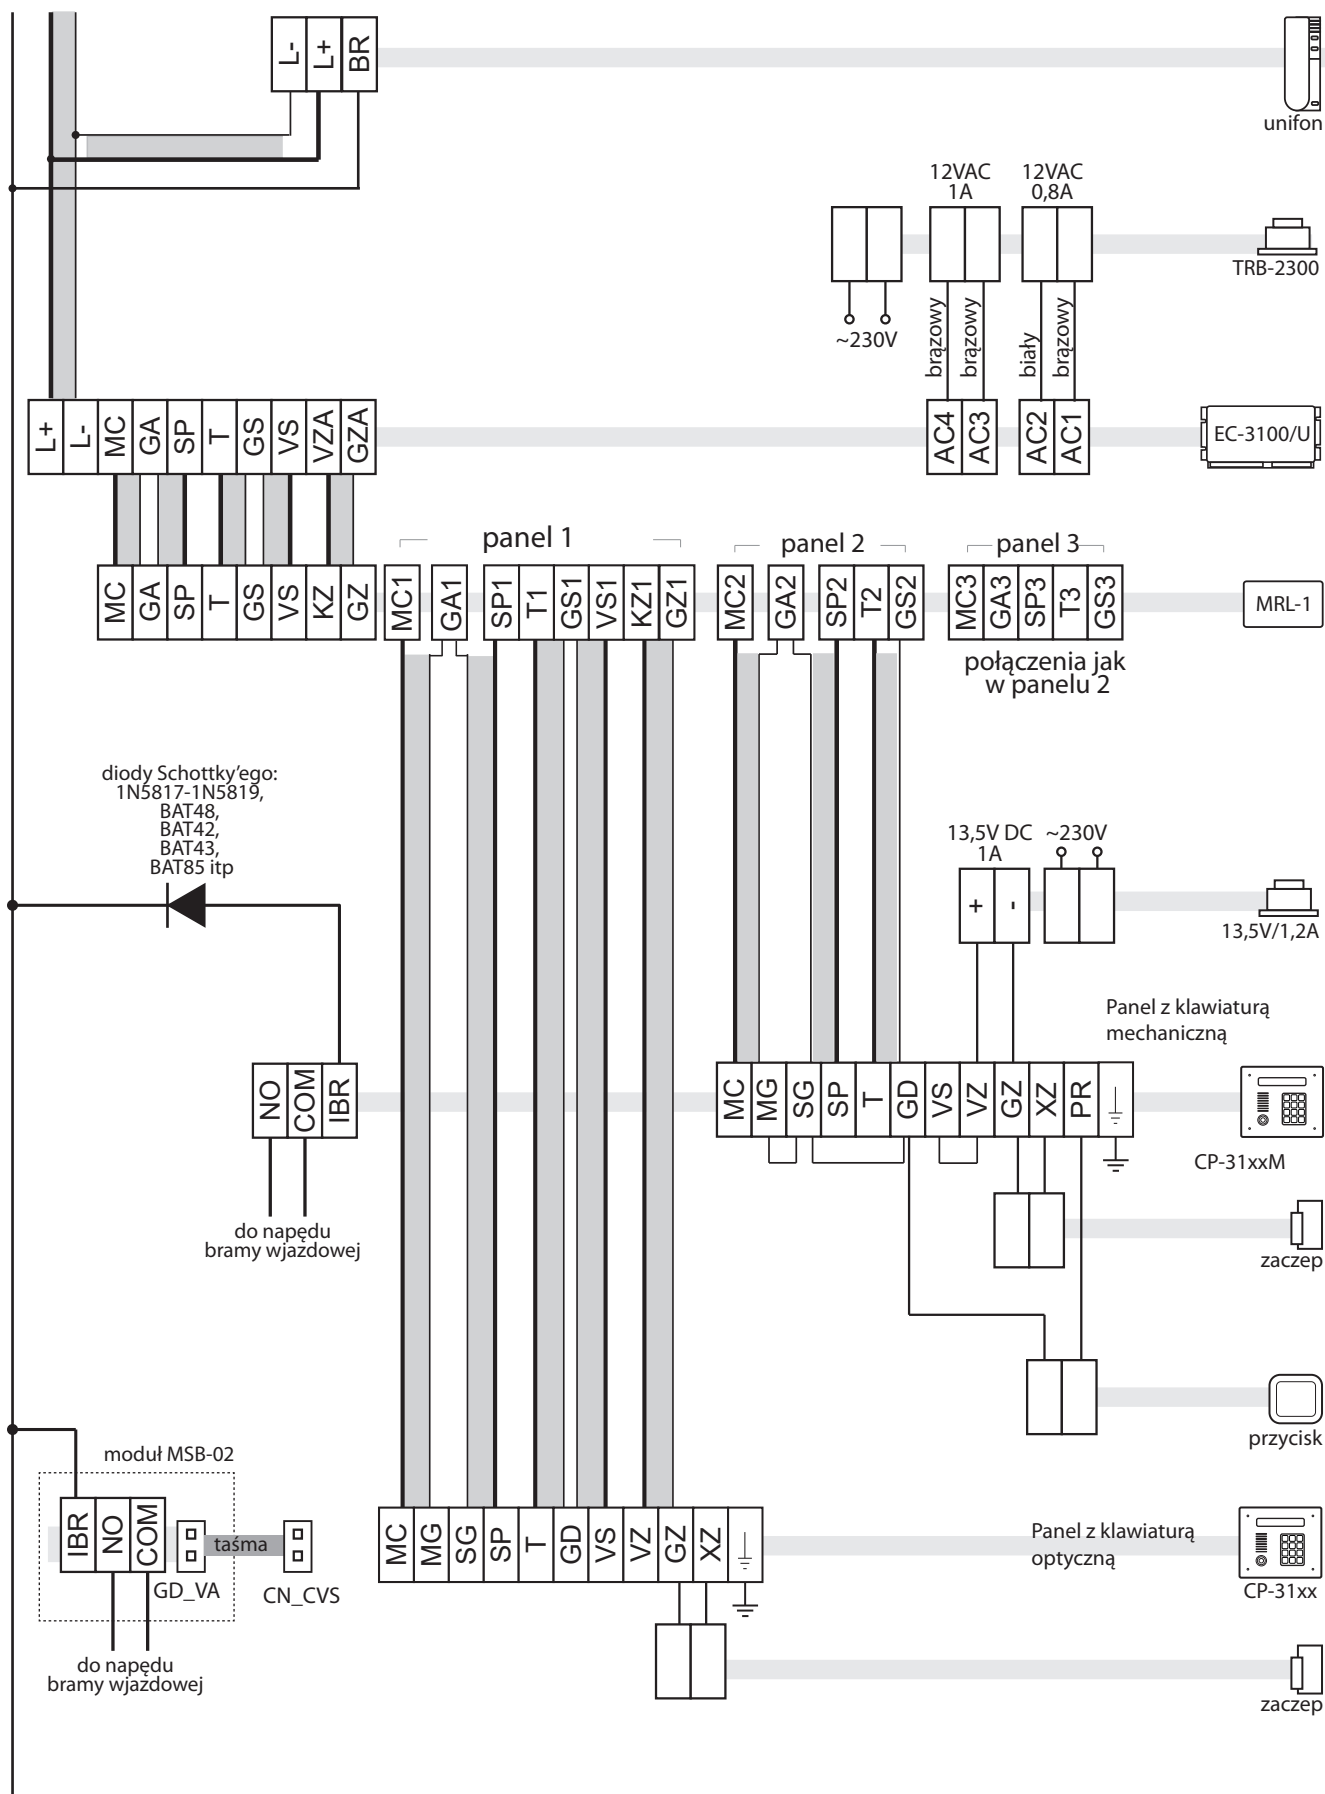 L- L+ BR
unifon
12VAC 12VAC
1A 0,8A
TRB-2300
~230V
brązowy brązowy biały brązowy
L+ L- MC GA SP T GS VS VZA GZA
AC4 AC3 AC2 AC1
EC-3100/U
panel 1 panel 2 panel 3
MC GA SP T GS VS KZ GZ
MC1 GA1 SP1 T1 GS1 VS1 KZ1 GZ1
MC2 GA2 SP2 T2 GS2
MC3 GA3 SP3 T3 GS3
MRL-1
połączenia jak
w panelu 2
diody Schottky'ego:
1N5817-1N5819,
BAT48,
BAT42,
BAT43,
BAT85 itp
13,5V DC ~230V
1A
+ -
13,5V/1,2A
Panel z klawiaturą
mechaniczną
NO COM IBR
MC MG SG SP T GD VS VZ GZ XZ PR
CP-31xxM
do napędu
bramy wjazdowej
zaczep
przycisk
moduł MSB-02
IBR NO COM
taśma
GD_VA
CN_CVS
MC MG SG SP T GD VS VZ GZ XZ
Panel z klawiaturą
optyczną
CP-31xx
do napędu
bramy wjazdowej
zaczep